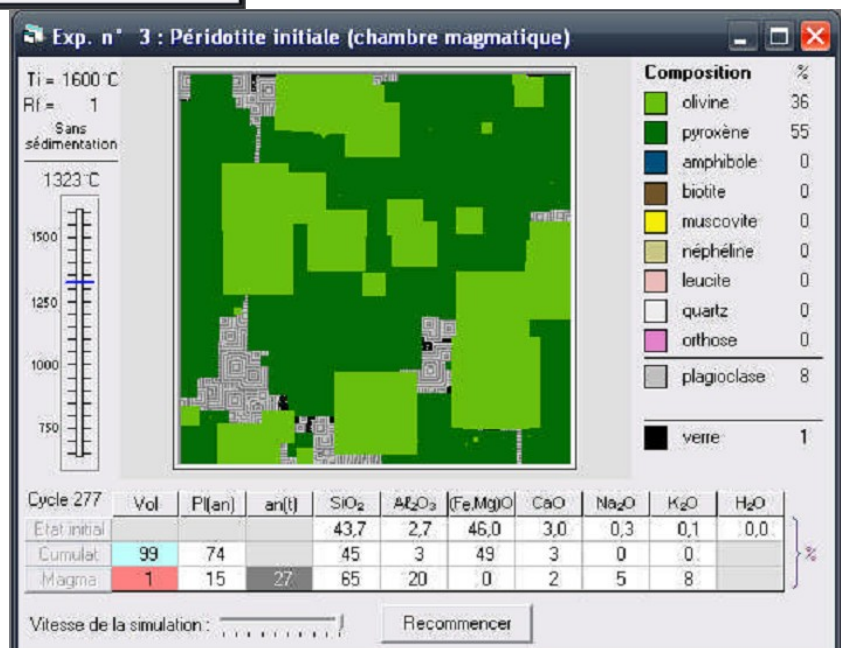 Exp. n° 3 : Péridotite initiale (chambre magmatique)
Ti = 1600°C
Rf = 1
Sans
sédimentation
1323°C
1500
1250
1000
750
Composition %
olivine 36
pyroxène 55
amphibole 0
biotite 0
muscovite 0
néphéline 0
leucite 0
quartz 0
orthose 0
plagioclase 8
verre 1
Cycle 277 Vol Pl(an) an(t) SiO₂ Al₂O₃ (Fe,Mg)O CaO Na₂O K₂O H₂O
Etat initial 43,7 2,7 46,0 3,0 0,3 0,1 0,0
Cumulat 99 74 45 3 49 3 0 0
Magma 1 15 27 65 20 0 2 5 8
%
Vitesse de la simulation :
Recommencer